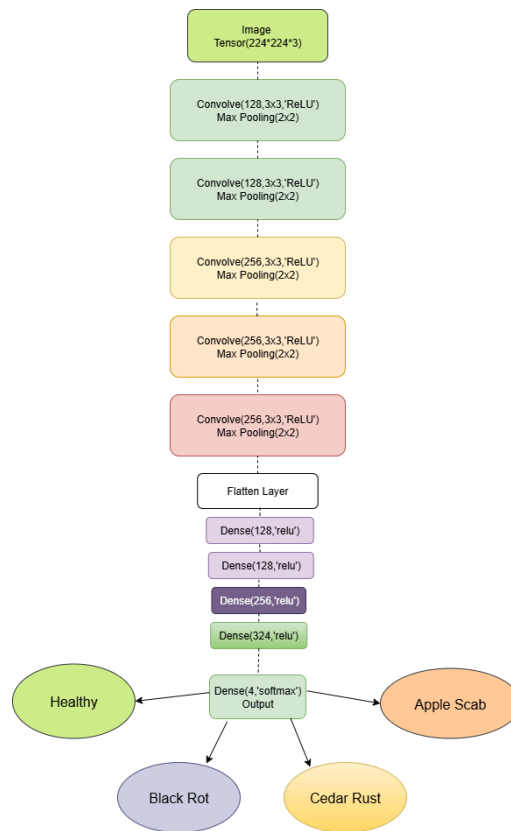 Image
Tensor(224*224*3)
Convolve(128,3x3,'ReLU')
Max Pooling(2x2)
Convolve(128,3x3,'ReLU')
Max Pooling(2x2)
Convolve(256,3x3,'ReLU')
Max Pooling(2x2)
Convolve(256,3x3,'ReLU')
Max Pooling(2x2)
Convolve(256,3x3,'ReLU')
Max Pooling(2x2)
Flatten Layer
Dense(128,'relu')
Dense(128,'relu')
Dense(256,'relu')
Dense(324,'relu')
Dense(4,'softmax')
Output
Healthy
Apple Scab
Black Rot
Cedar Rust